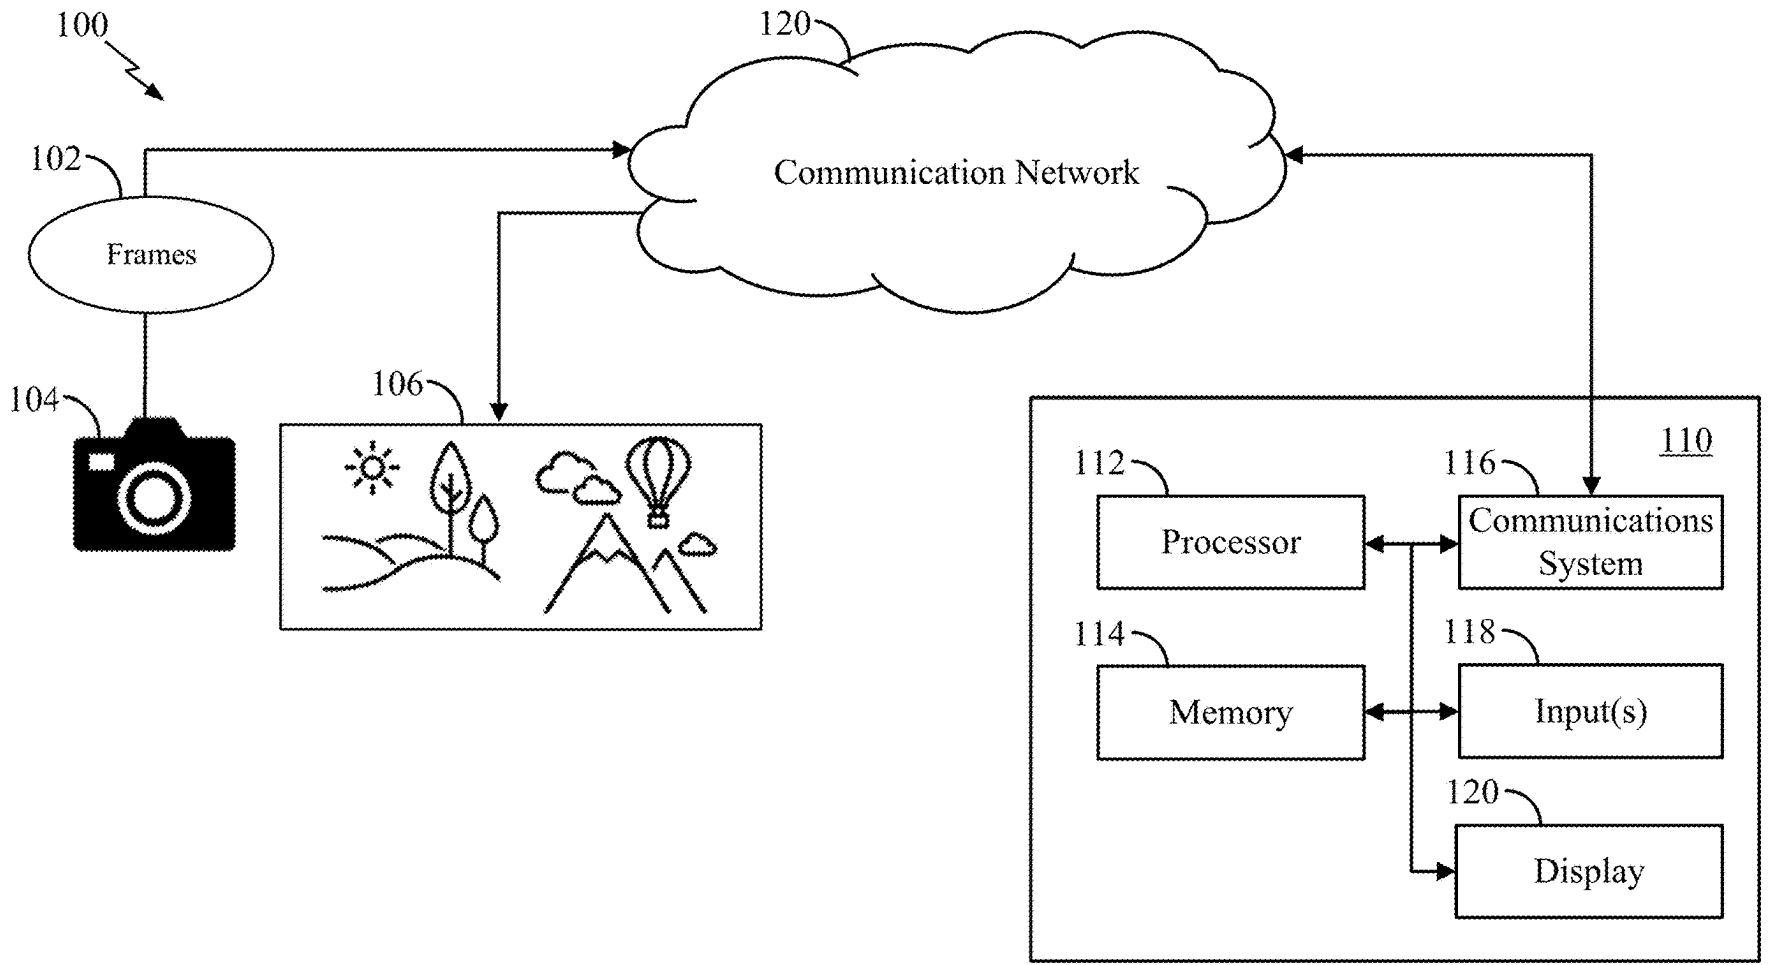 100
120
102
Communication Network
Frames
106
104
110
112
116
Processor
Communications
System
114
118
Memory
Input(s)
120
Display